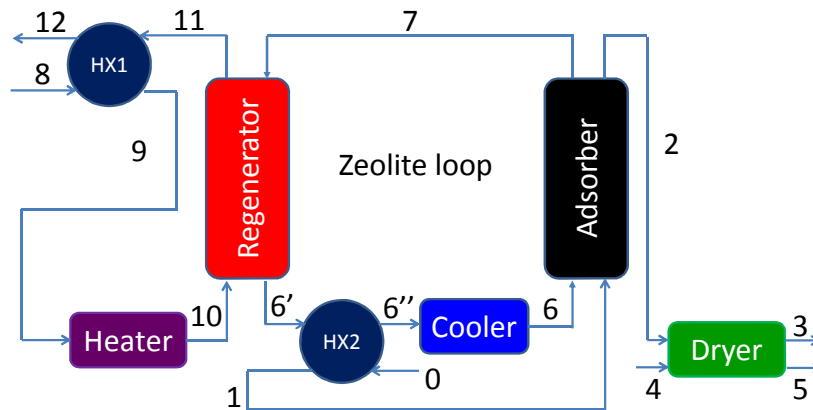 12
11
7
HX1
8
9
Regenerator
Zeolite loop
Adsorber
2
10
6’
6’’
6
Heater
HX2
Cooler
3
Dryer
1
0
4
5